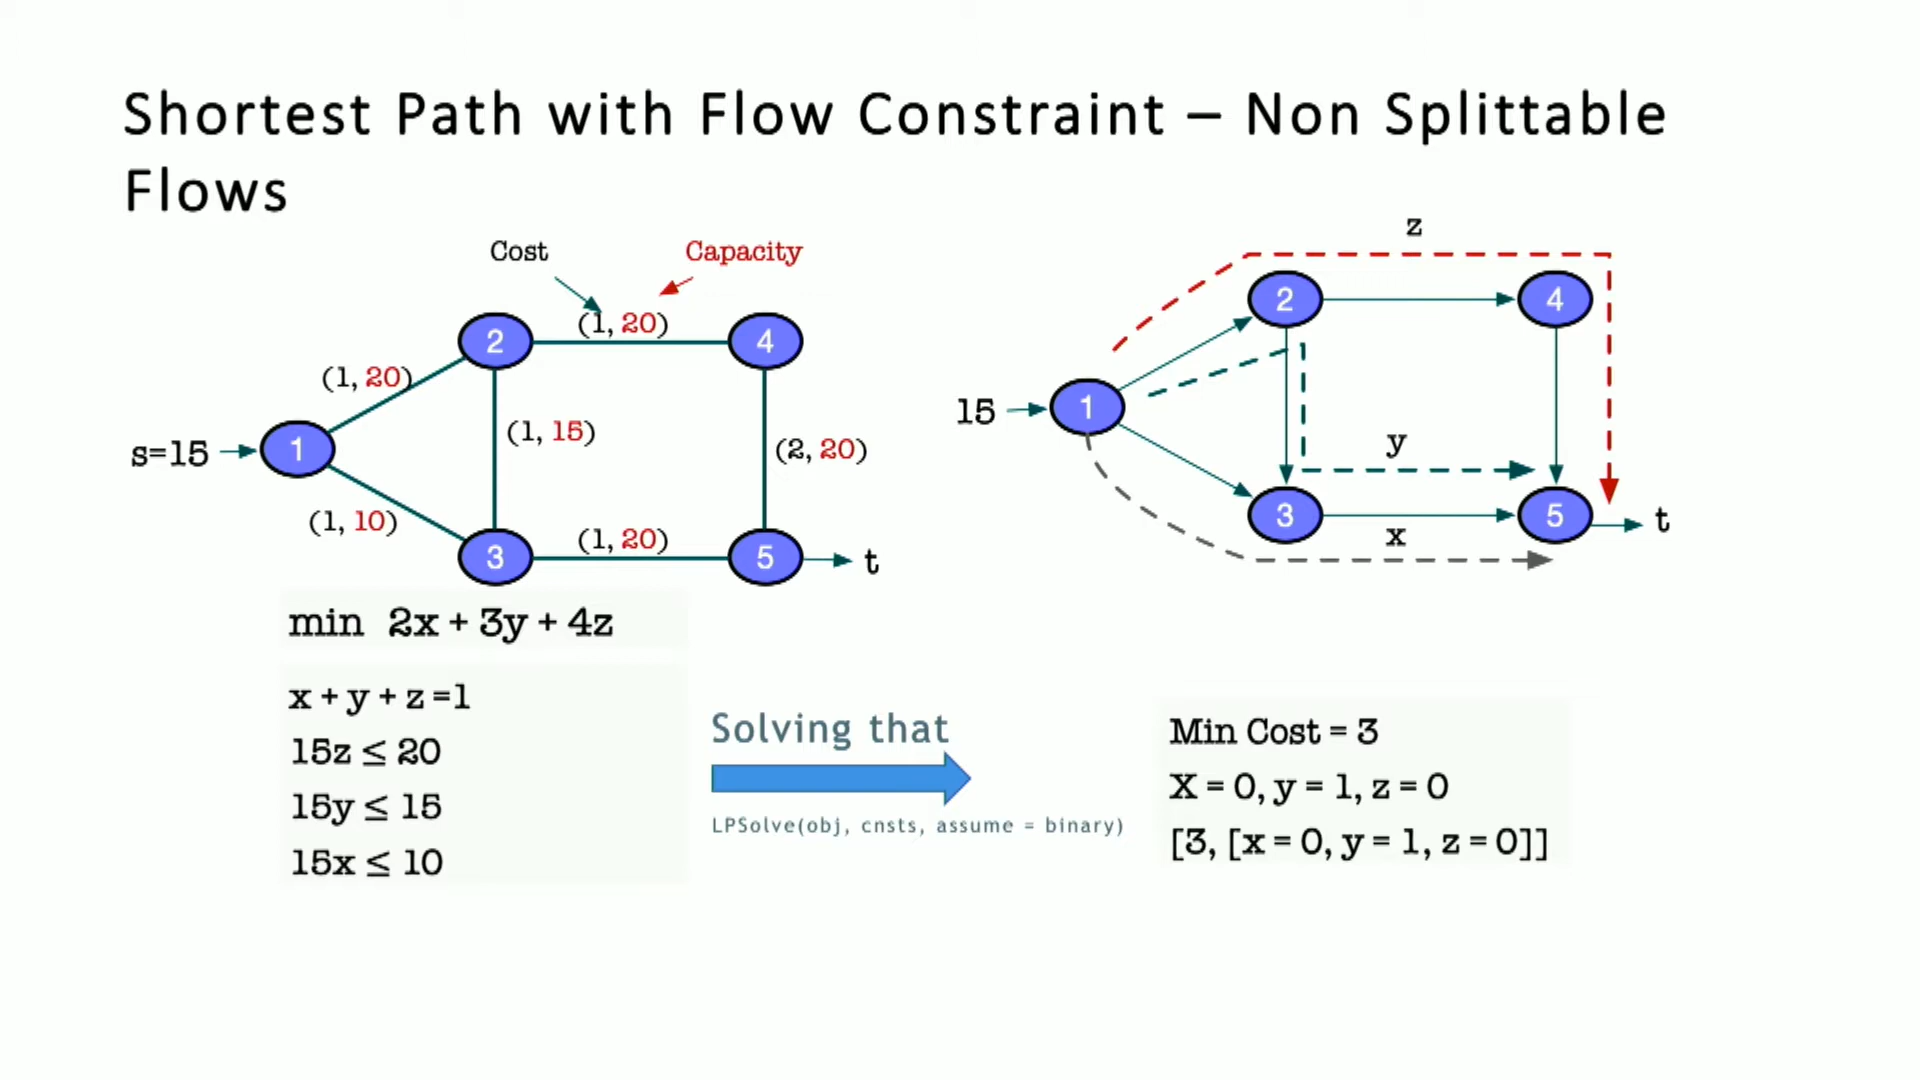 Shortest Path with Flow Constraint – Non Splittable
Flows
Cost
Capacity
(1, 20)
2
4
(1, 20)
(1, 15)
(2, 20)
s=15
1
(1, 10)
(1, 20)
3
5
t
z
2
4
15
1
y
3
5
t
x
min 2x + 3y + 4z
x + y + z =1
15z ≤ 20
15y ≤ 15
15x ≤ 10
Solving that
LPSolve(obj, cnsts, assume = binary)
Min Cost = 3
X = 0, y = 1, z = 0
[3, [x = 0, y = 1, z = 0]]